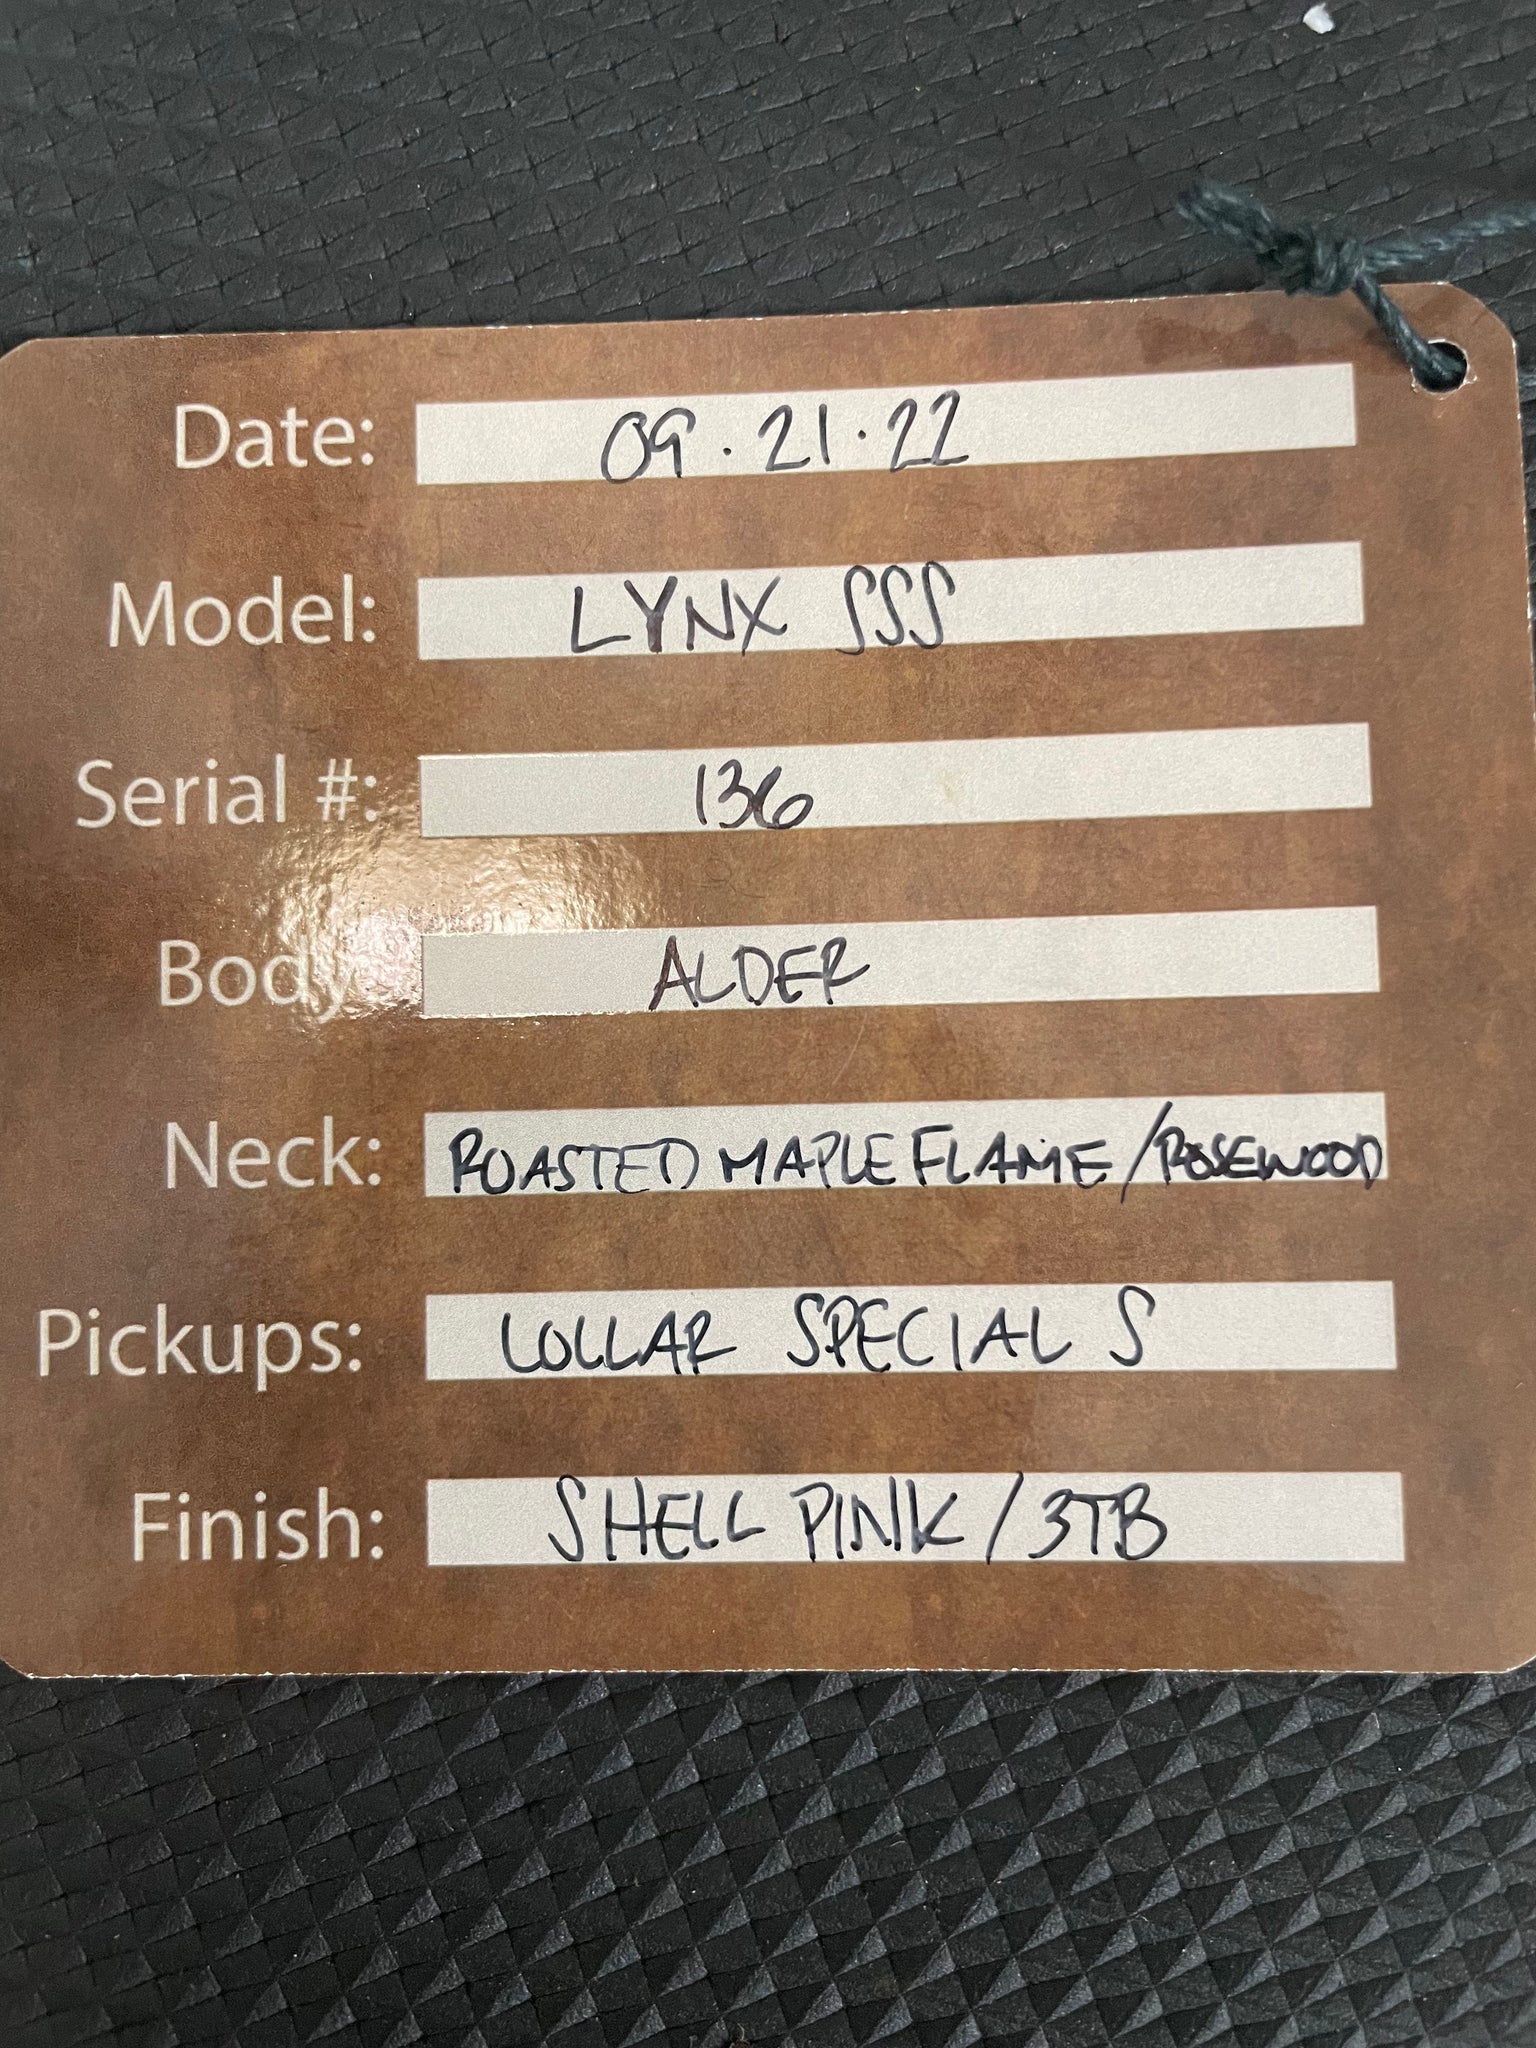 Date: 09.21.22
Model: LYNX SSS
Serial #: 136
Body: ALDER
Neck: ROASTED MAPLE FLAME/ROSEWOOD
Pickups: LOLLAR SPECIAL S
Finish: SHELL PINK/3TB